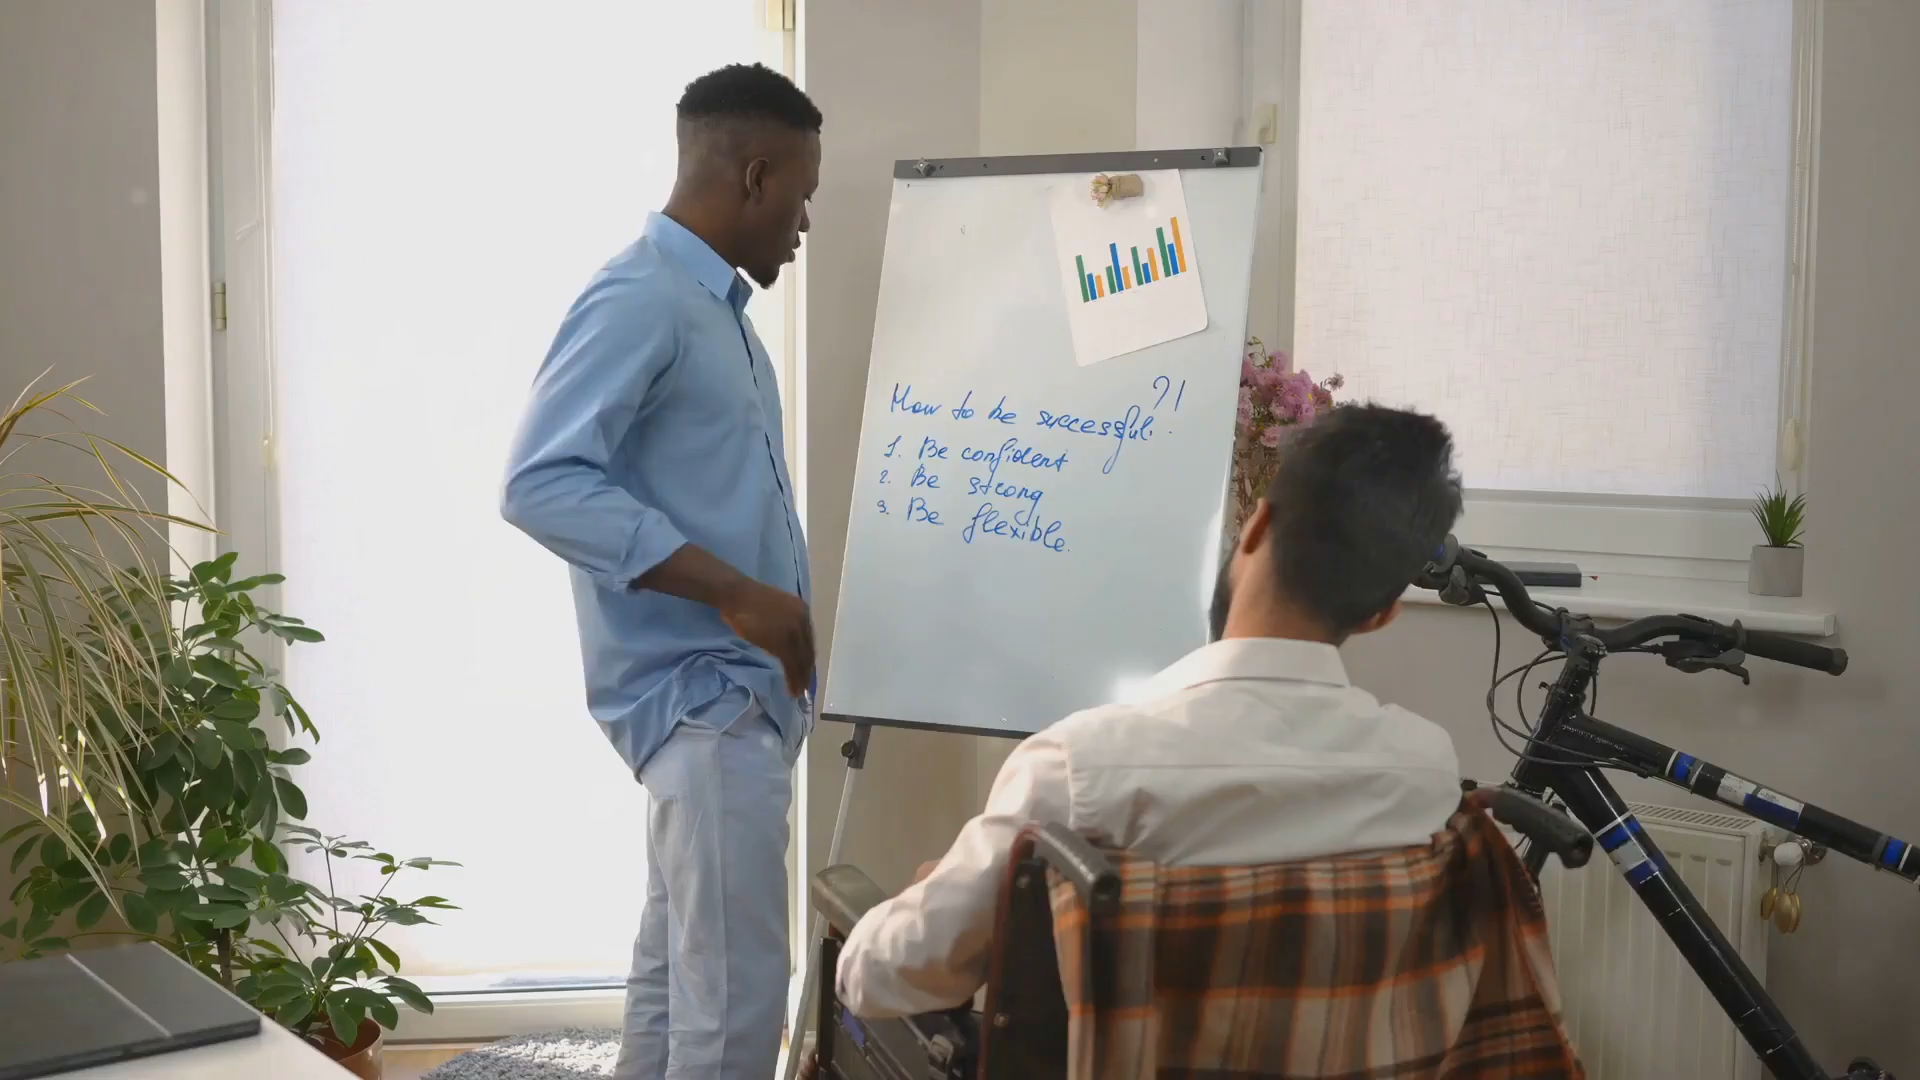 How to be successful: ?!
1. Be confident
2. Be strong
3. Be flexible.